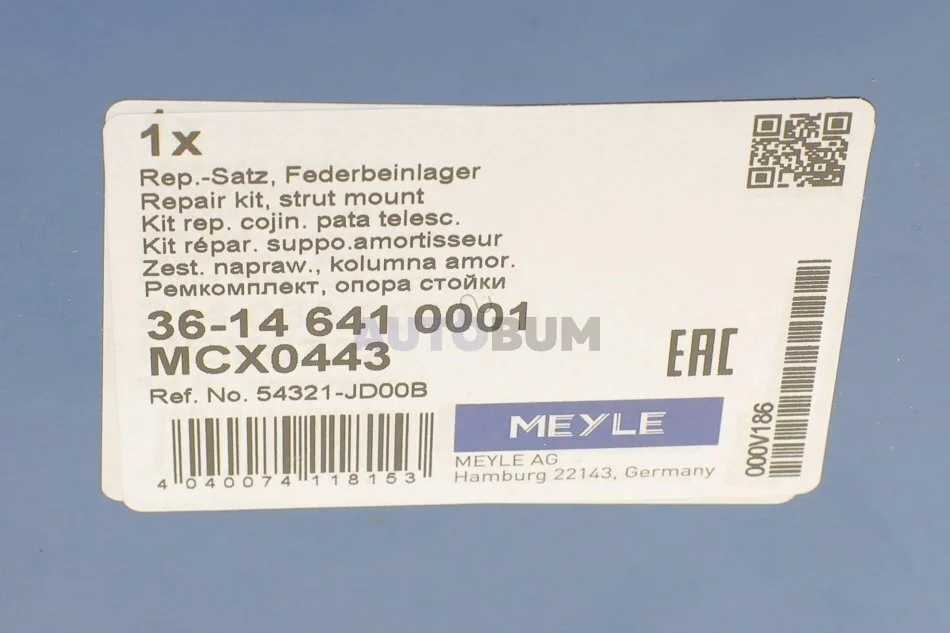 1x
Rep.-Satz, Federbeinlager
Repair kit, strut mount
Kit rep. cojin. pata telesc.
Kit répar. suppo.amortisseur
Zest. napraw., kolumna amor.
Ремкомплект, опора стойки
36-14 641 0001
AUTOBUM
MCX0443
EAC
Ref. No. 54321-JD00B
MEYLE
000V186
MEYLE AG
Hamburg 22143, Germany
4 040074 118153